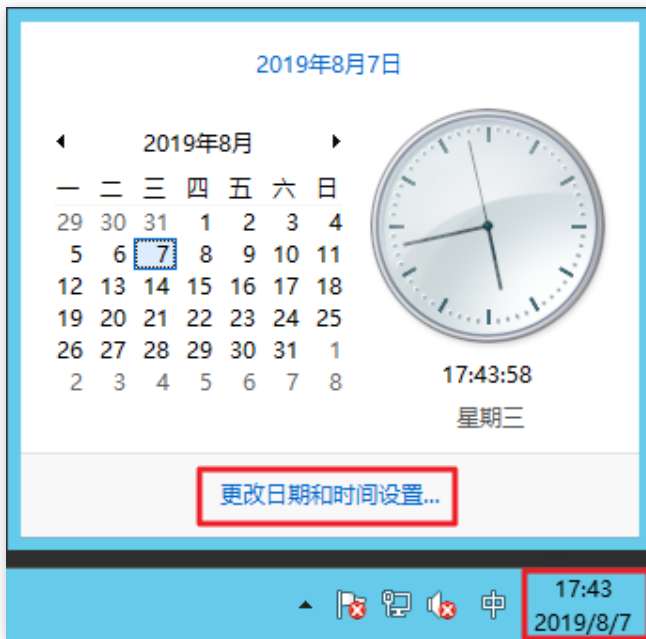 2019年8月7日
2019年8月
一 二 三 四 五 六 日
29 30 31 1 2 3 4
5 6 7 8 9 10 11
12 13 14 15 16 17 18
19 20 21 22 23 24 25
26 27 28 29 30 31 1
2 3 4 5 6 7 8
17:43:58
星期三
更改日期和时间设置...
中
17:43
2019/8/7